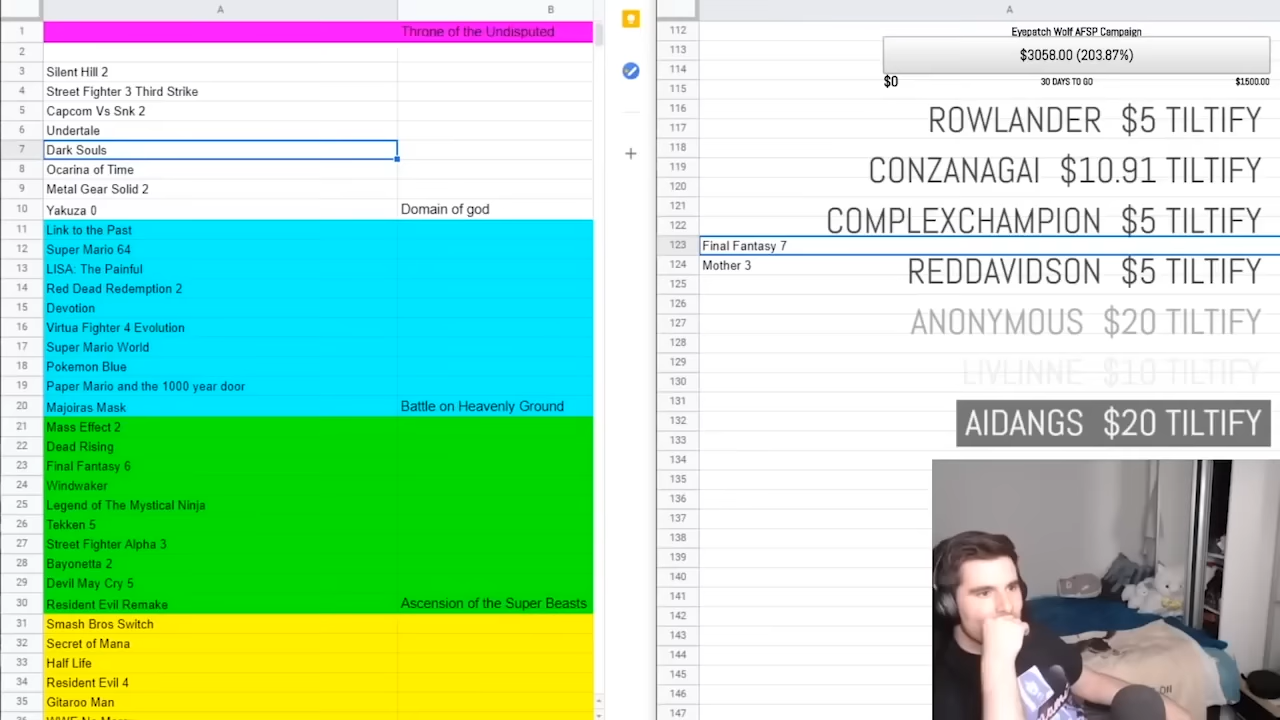 A
B
1 Throne of the Undisputed
2
3 Silent Hill 2
4 Street Fighter 3 Third Strike
5 Capcom Vs Snk 2
6 Undertale
7 Dark Souls
8 Ocarina of Time
9 Metal Gear Solid 2
10 Yakuza 0 Domain of god
11 Link to the Past
12 Super Mario 64
13 LISA: The Painful
14 Red Dead Redemption 2
15 Devotion
16 Virtua Fighter 4 Evolution
17 Super Mario World
18 Pokemon Blue
19 Paper Mario and the 1000 year door
20 Majoiras Mask Battle on Heavenly Ground
21 Mass Effect 2
22 Dead Rising
23 Final Fantasy 6
24 Windwaker
25 Legend of The Mystical Ninja
26 Tekken 5
27 Street Fighter Alpha 3
28 Bayonetta 2
29 Devil May Cry 5
30 Resident Evil Remake Ascension of the Super Beasts
31 Smash Bros Switch
32 Secret of Mana
33 Half Life
34 Resident Evil 4
35 Gitaroo Man
A
112
113
114
115
116
117
118
119
120
121
122
123 Final Fantasy 7
124 Mother 3
125
126
127
128
129
130
131
132
133
134
135
136
137
138
139
140
141
142
143
144
145
146
147
Eyepatch Wolf AFSP Campaign
$3058.00 (203.87%)
$0 30 DAYS TO GO $1500.00
ROWLANDER $5 TILTIFY
CONZANAGAI $10.91 TILTIFY
COMPLEXCHAMPION $5 TILTIFY
REDDAVIDSON $5 TILTIFY
ANONYMOUS $20 TILTIFY
LIVLINNE $10 TILTIFY
AIDANGS $20 TILTIFY